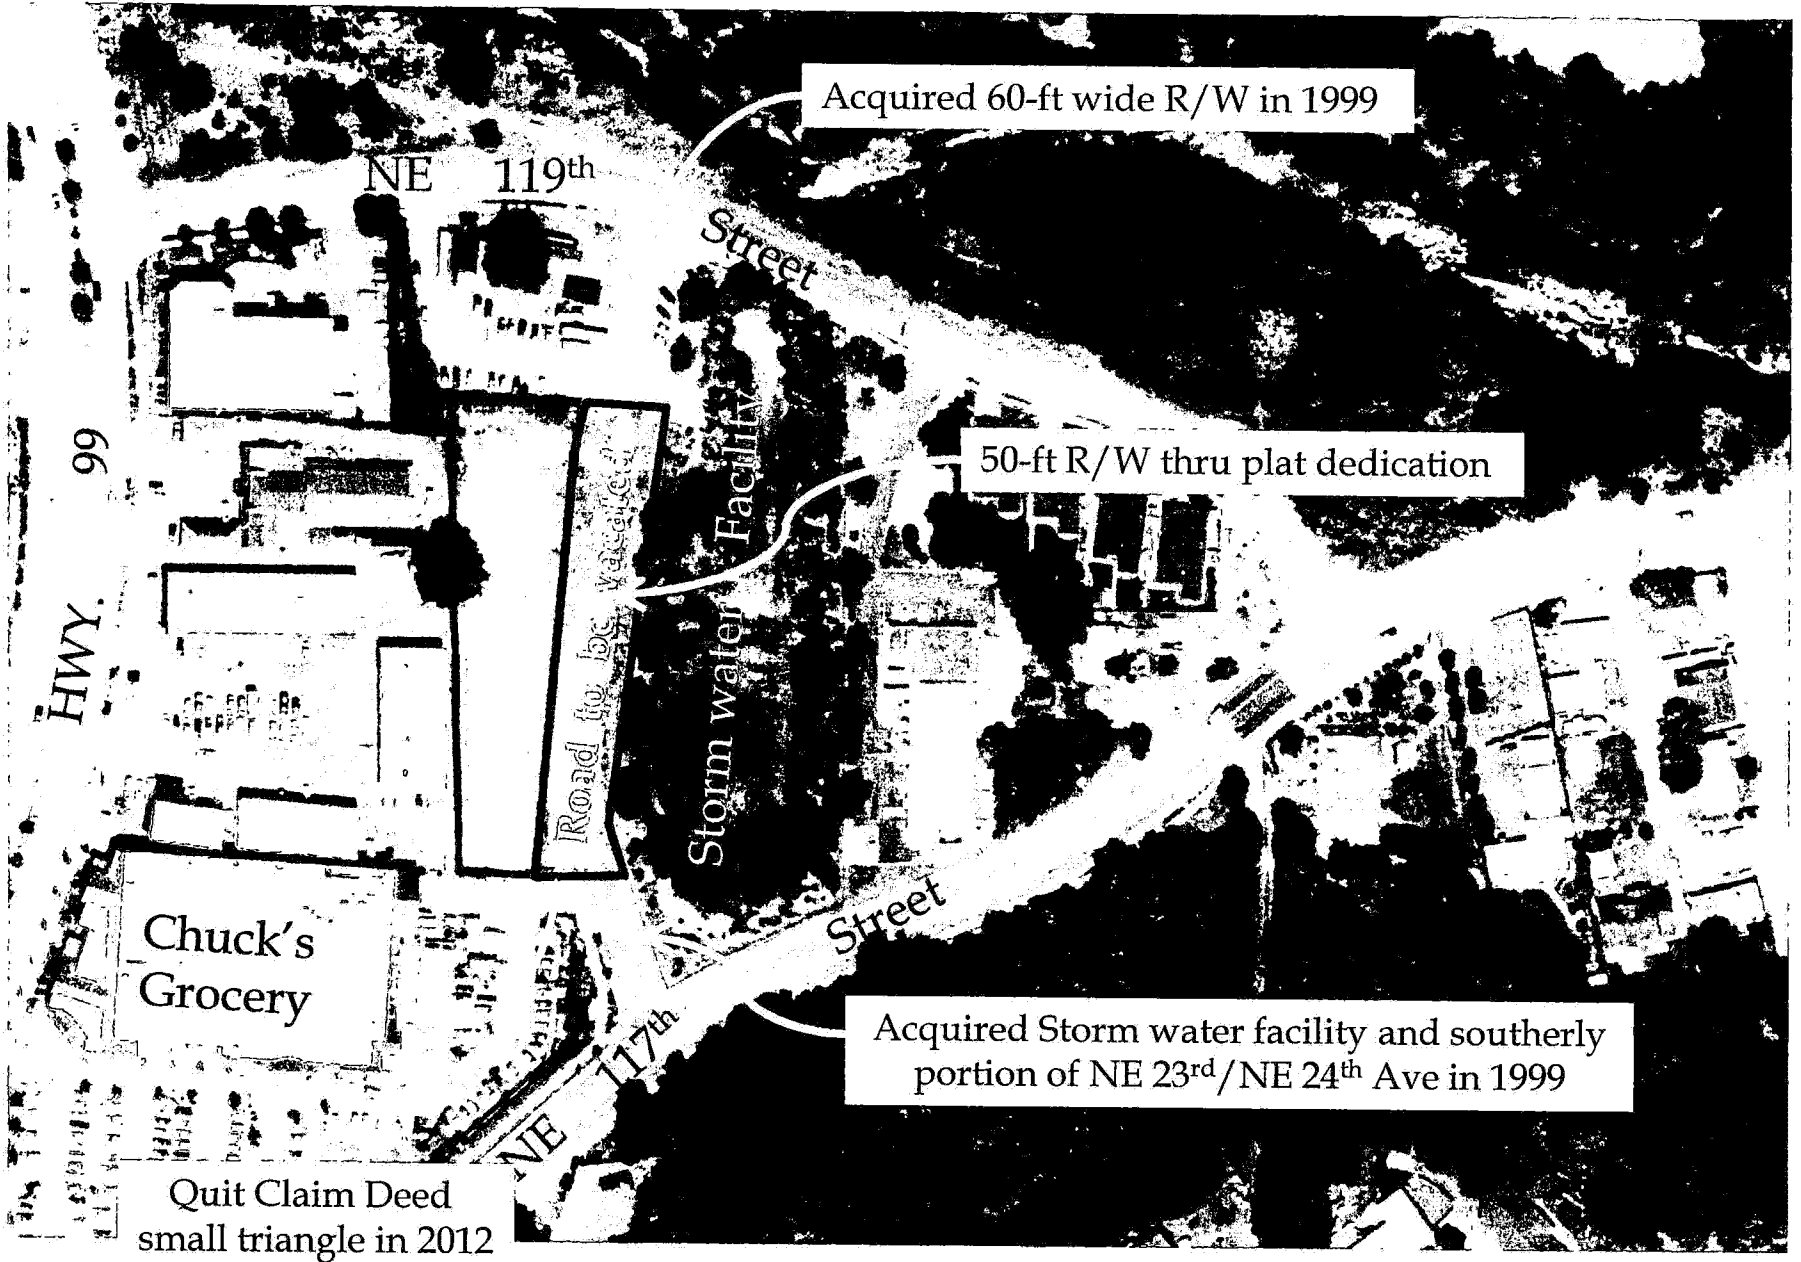 Acquired 60-ft wide R/W in 1999
NE 119th
Street
50-ft R/W thru plat dedication
HWY. 99
Road to be vacated
Storm water Facility
Chuck's
Grocery
NE 117th Street
Acquired Storm water facility and southerly
portion of NE 23rd/NE 24th Ave in 1999
Quit Claim Deed
small triangle in 2012